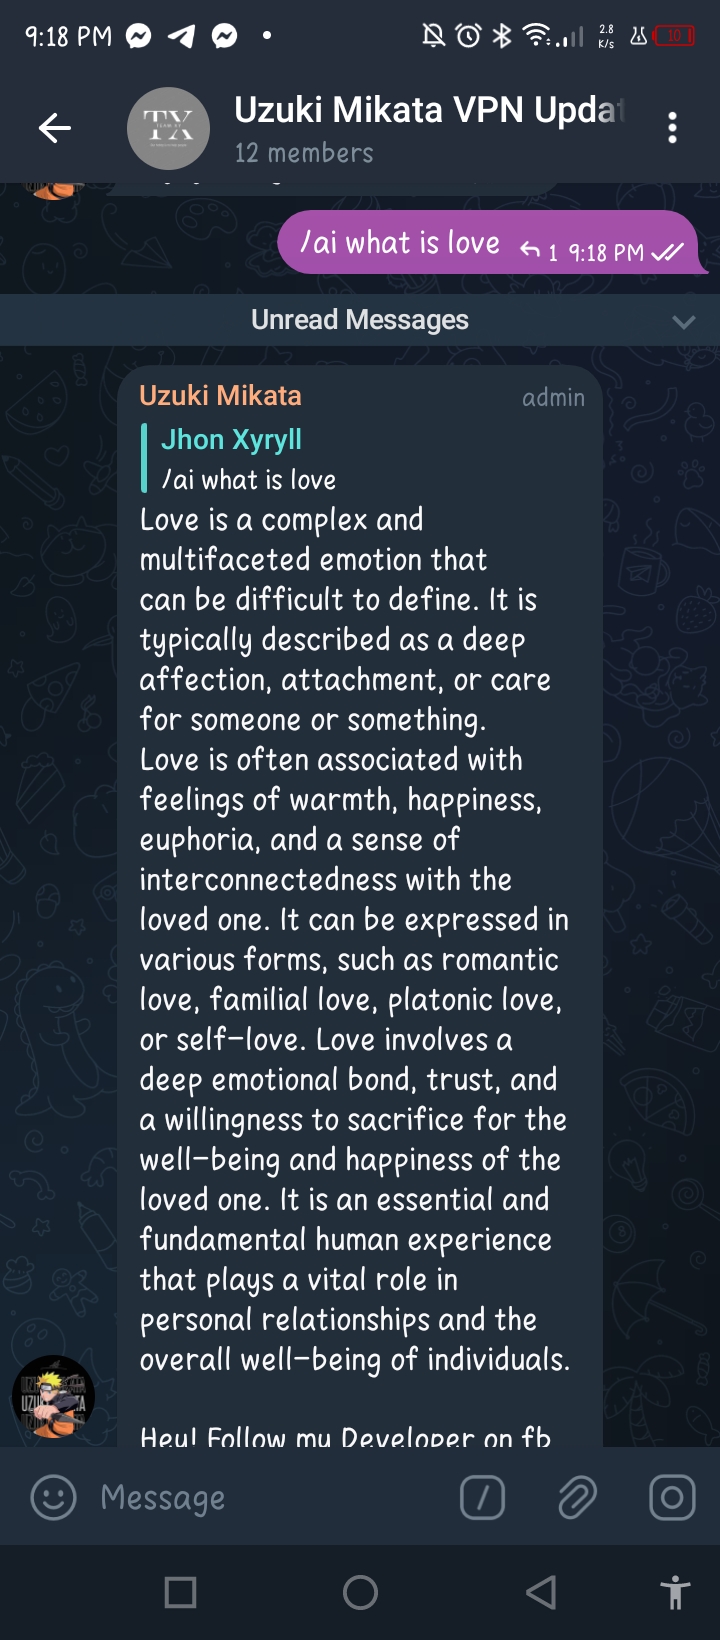 9:18 PM
2.8
K/s
10
TX
Uzuki Mikata VPN Updat
12 members
/ai what is love 1 9:18 PM
Unread Messages
Uzuki Mikata admin
Jhon Xyryll
/ai what is love
Love is a complex and
multifaceted emotion that
can be difficult to define. It is
typically described as a deep
affection, attachment, or care
for someone or something.
Love is often associated with
feelings of warmth, happiness,
euphoria, and a sense of
interconnectedness with the
loved one. It can be expressed in
various forms, such as romantic
love, familial love, platonic love,
or self-love. Love involves a
deep emotional bond, trust, and
a willingness to sacrifice for the
well-being and happiness of the
loved one. It is an essential and
fundamental human experience
that plays a vital role in
personal relationships and the
overall well-being of individuals.
Hey! Follow my Developer on fb
Message